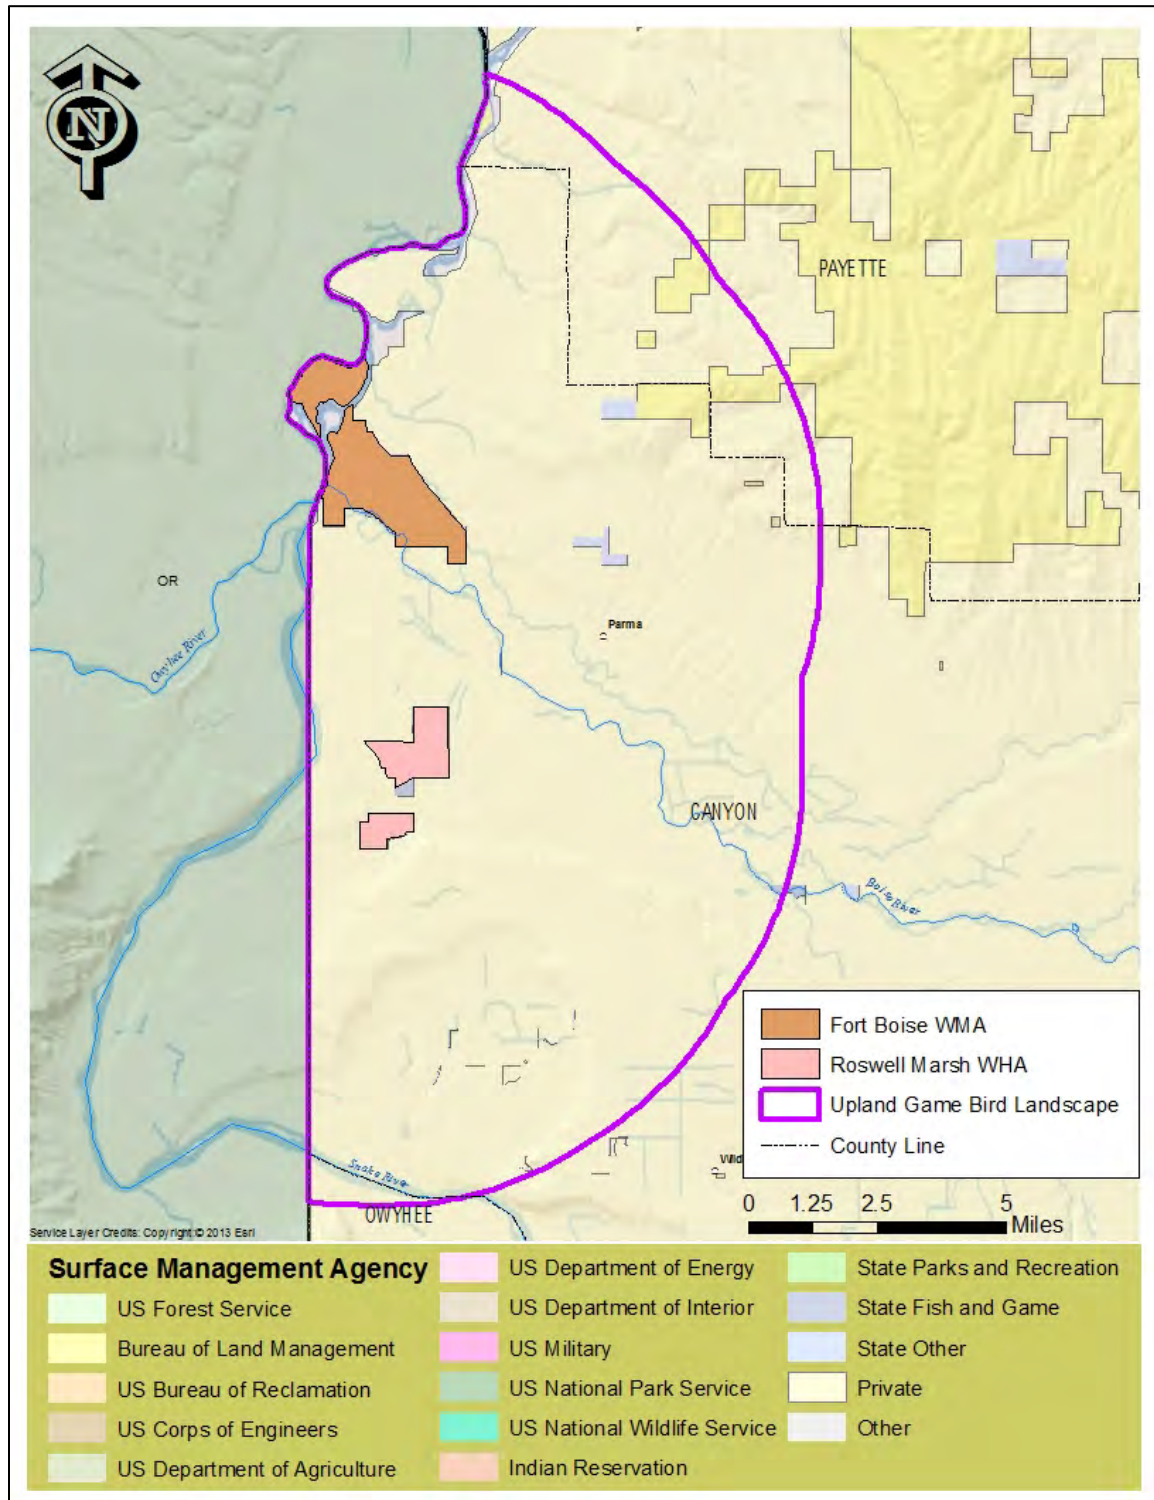 N
PAYETTE
OR
Owyhee River
Parma
CANYON
Boise River
Fort Boise WMA
Roswell Marsh WHA
Upland Game Bird Landscape
County Line
Wild
Snake River
OWYHEE
0 1.25 2.5 5
Miles
Service Layer Credits: Copyright:© 2013 Esri
Surface Management Agency
US Forest Service
Bureau of Land Management
US Bureau of Reclamation
US Corps of Engineers
US Department of Agriculture
US Department of Energy
US Department of Interior
US Military
US National Park Service
US National Wildlife Service
Indian Reservation
State Parks and Recreation
State Fish and Game
State Other
Private
Other